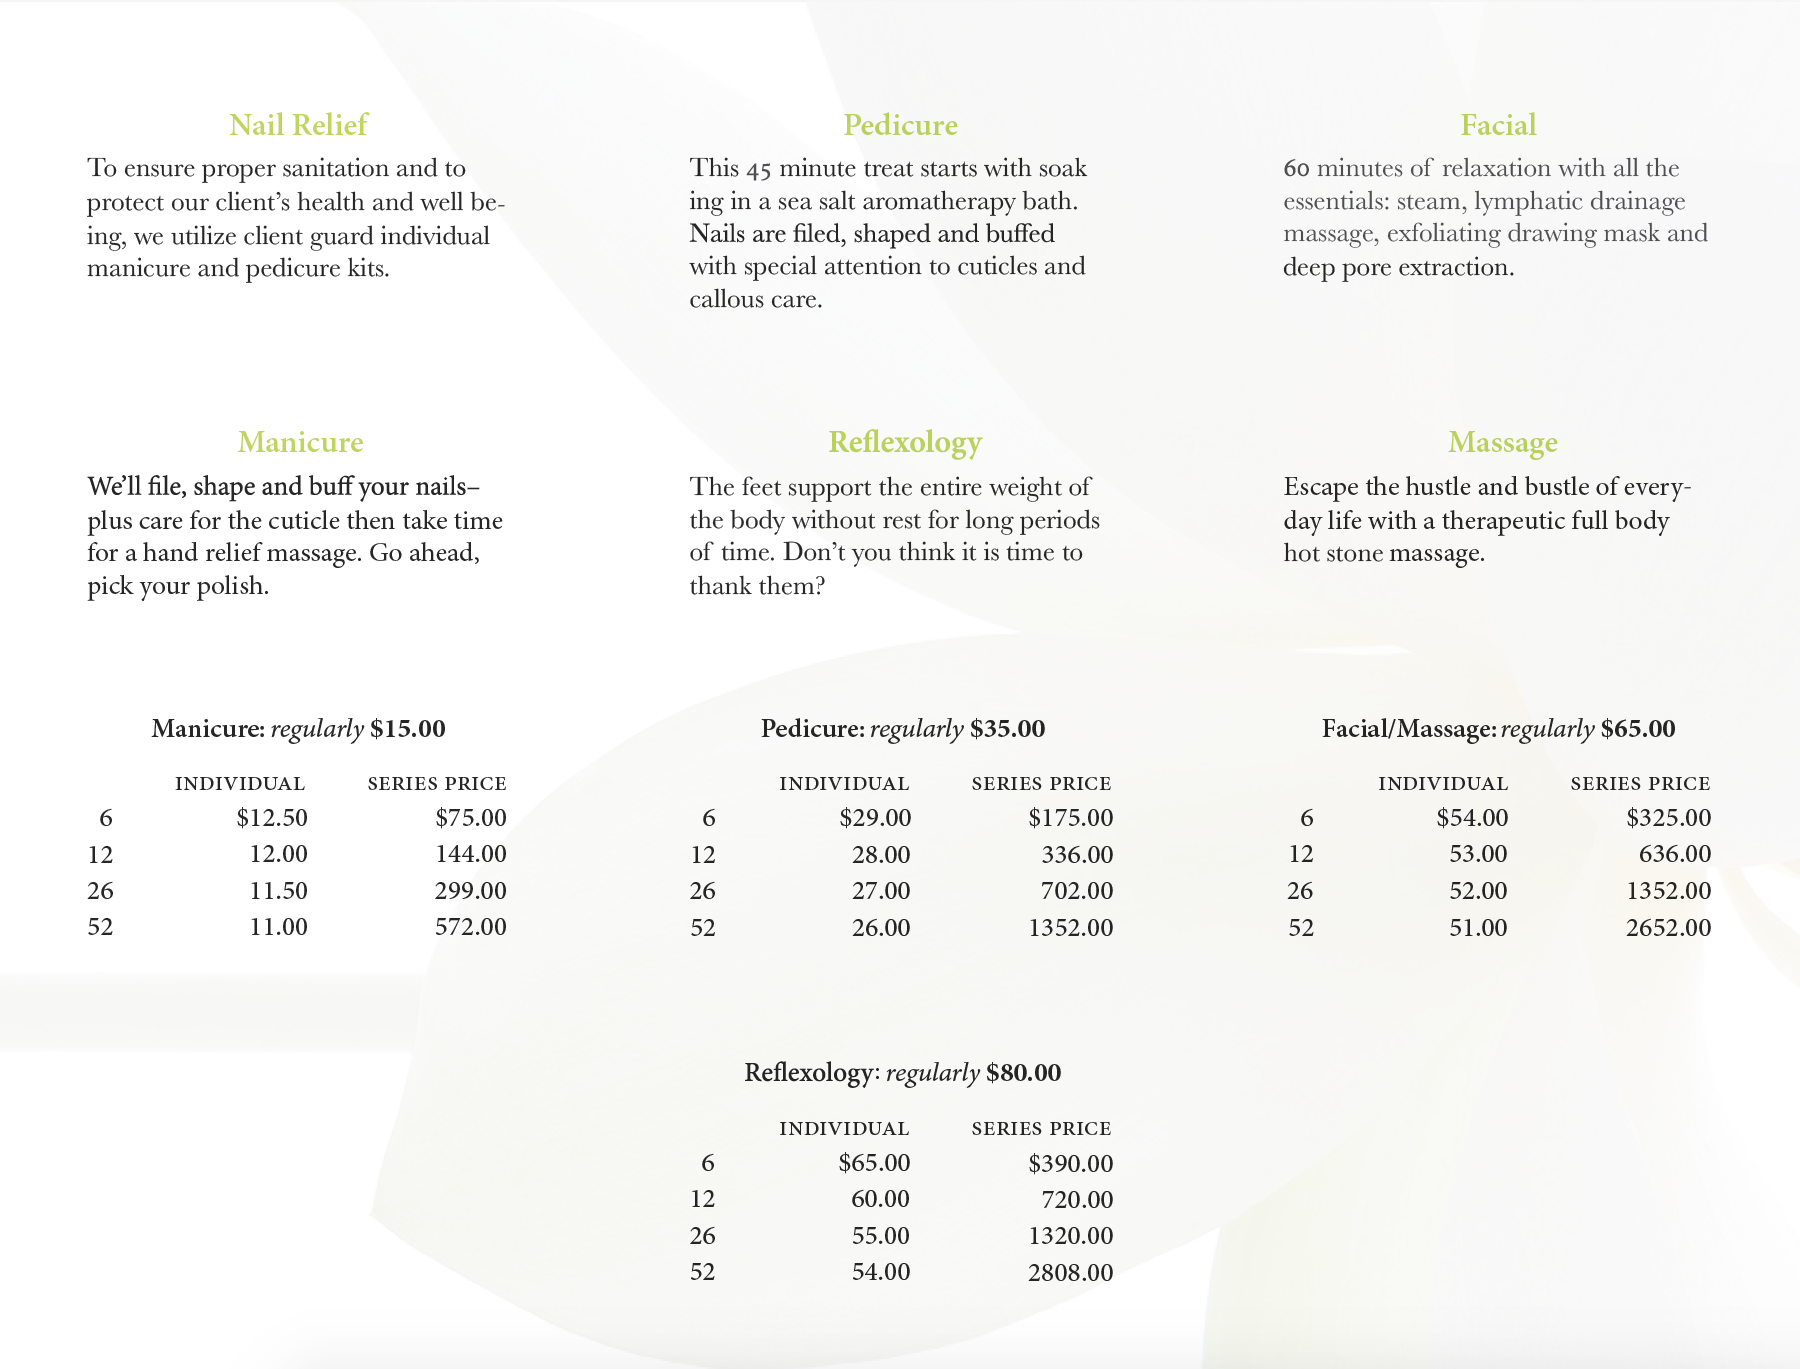 Nail Relief
To ensure proper sanitation and to
protect our client's health and well be-
ing, we utilize client guard individual
manicure and pedicure kits.
Pedicure
This 45 minute treat starts with soak
ing in a sea salt aromatherapy bath.
Nails are filed, shaped and buffed
with special attention to cuticles and
callous care.
Facial
60 minutes of relaxation with all the
essentials: steam, lymphatic drainage
massage, exfoliating drawing mask and
deep pore extraction.
Manicure
We'll file, shape and buff your nails–
plus care for the cuticle then take time
for a hand relief massage. Go ahead,
pick your polish.
Reflexology
The feet support the entire weight of
the body without rest for long periods
of time. Don't you think it is time to
thank them?
Massage
Escape the hustle and bustle of every-
day life with a therapeutic full body
hot stone massage.
Manicure: regularly $15.00
INDIVIDUAL SERIES PRICE
6 $12.50 $75.00
12 12.00 144.00
26 11.50 299.00
52 11.00 572.00
Pedicure: regularly $35.00
INDIVIDUAL SERIES PRICE
6 $29.00 $175.00
12 28.00 336.00
26 27.00 702.00
52 26.00 1352.00
Facial/Massage: regularly $65.00
INDIVIDUAL SERIES PRICE
6 $54.00 $325.00
12 53.00 636.00
26 52.00 1352.00
52 51.00 2652.00
Reflexology: regularly $80.00
INDIVIDUAL SERIES PRICE
6 $65.00 $390.00
12 60.00 720.00
26 55.00 1320.00
52 54.00 2808.00